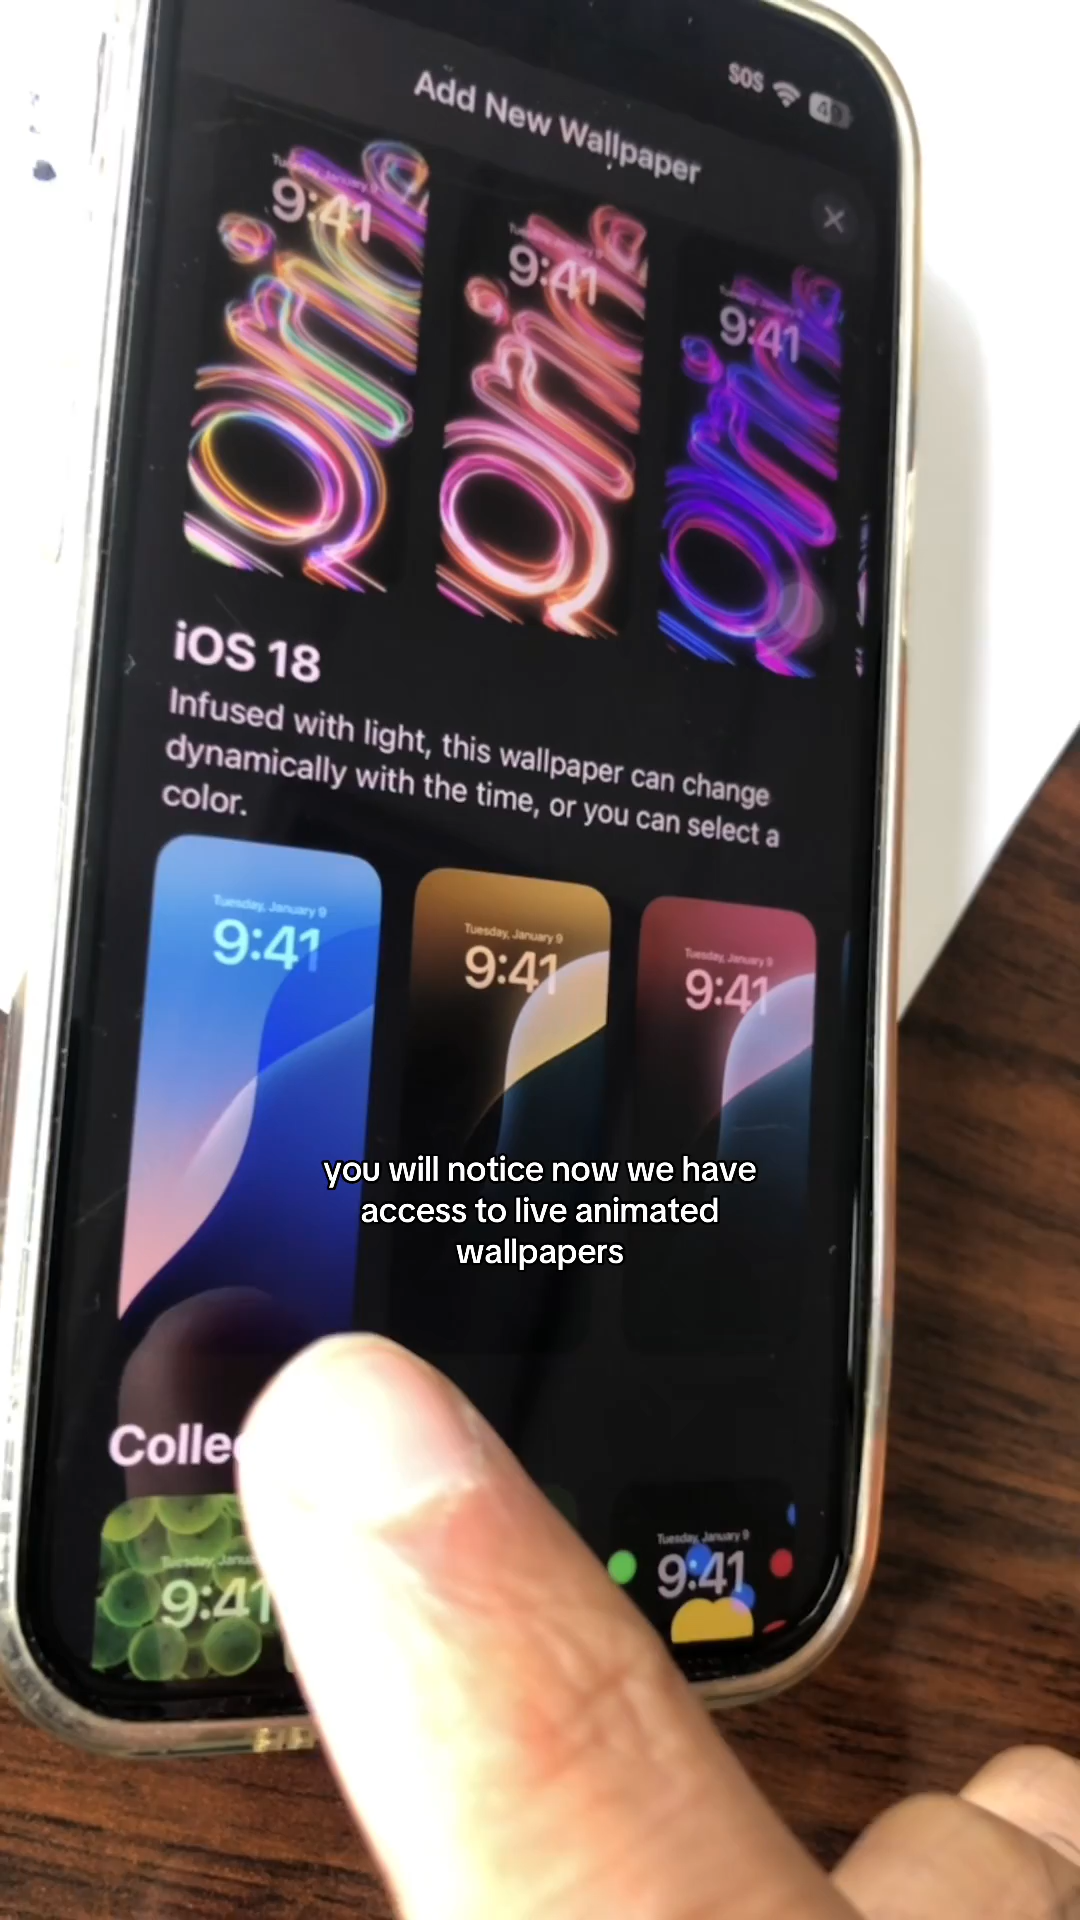 SOS
Add New Wallpaper
9:41
9:41
9:41
iOS 18
Infused with light, this wallpaper can change
dynamically with the time, or you can select a
color.
Tuesday, January 9
9:41
Tuesday, January 9
9:41
Tuesday, January 9
9:41
you will notice now we have
access to live animated
wallpapers
Tuesday, January 9
9:41
9:41